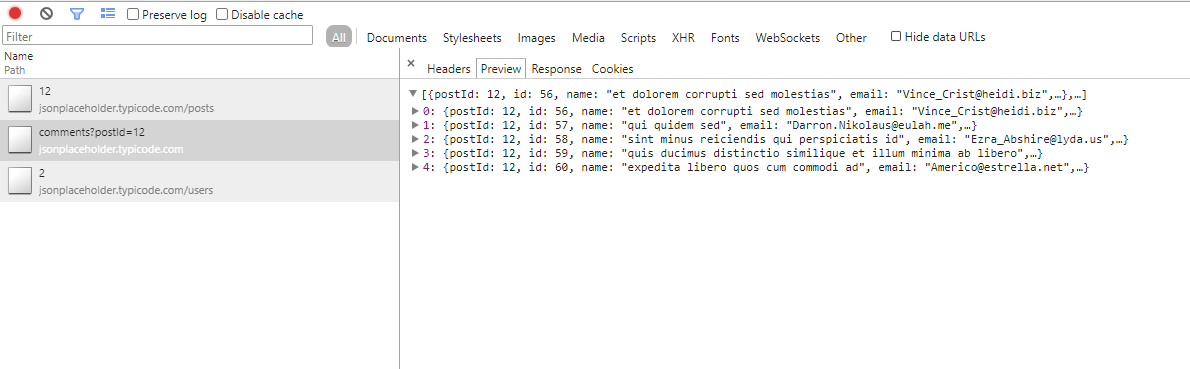 Preserve log Disable cache
Filter All Documents Stylesheets Images Media Scripts XHR Fonts WebSockets Other Hide data URLs
Name
Path
12
jsonplaceholder.typicode.com/posts
comments?postId=12
jsonplaceholder.typicode.com
2
jsonplaceholder.typicode.com/users
× Headers Preview Response Cookies
▼[{postId: 12, id: 56, name: "et dolorem corrupti sed molestias", email: "Vince_Crist@heidi.biz",…},…]
▶ 0: {postId: 12, id: 56, name: "et dolorem corrupti sed molestias", email: "Vince_Crist@heidi.biz",…}
▶ 1: {postId: 12, id: 57, name: "qui quidem sed", email: "Darron.Nikolaus@eulah.me",…}
▶ 2: {postId: 12, id: 58, name: "sint minus reiciendis qui perspiciatis id", email: "Ezra_Abshire@lyda.us",…}
▶ 3: {postId: 12, id: 59, name: "quis ducimus distinctio similique et illum minima ab libero",…}
▶ 4: {postId: 12, id: 60, name: "expedita libero quos cum commodi ad", email: "Americo@estrella.net",…}